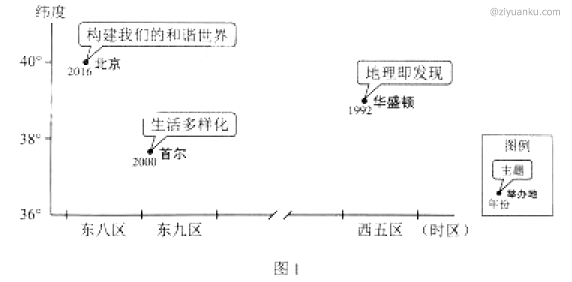 @ziyuanku.com
纬度
构建我们的和谐世界
40°
2016 北京
地理即发现
1992 华盛顿
生活多样化
38°
2000 首尔
图例
主题
举办地
年份
36°
东八区 东九区 西五区 (时区)
图1